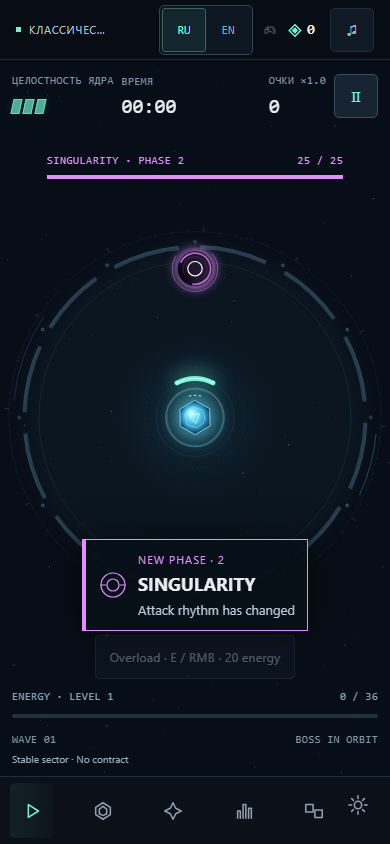 КЛАССИЧЕС…
RU
EN
0
ЦЕЛОСТНОСТЬ ЯДРА
ВРЕМЯ
00:00
ОЧКИ ×1.0
0
SINGULARITY · PHASE 2
25 / 25
NEW PHASE · 2
SINGULARITY
Attack rhythm has changed
Overload · E / RMB · 20 energy
ENERGY · LEVEL 1
0 / 36
WAVE 01
BOSS IN ORBIT
Stable sector · No contract